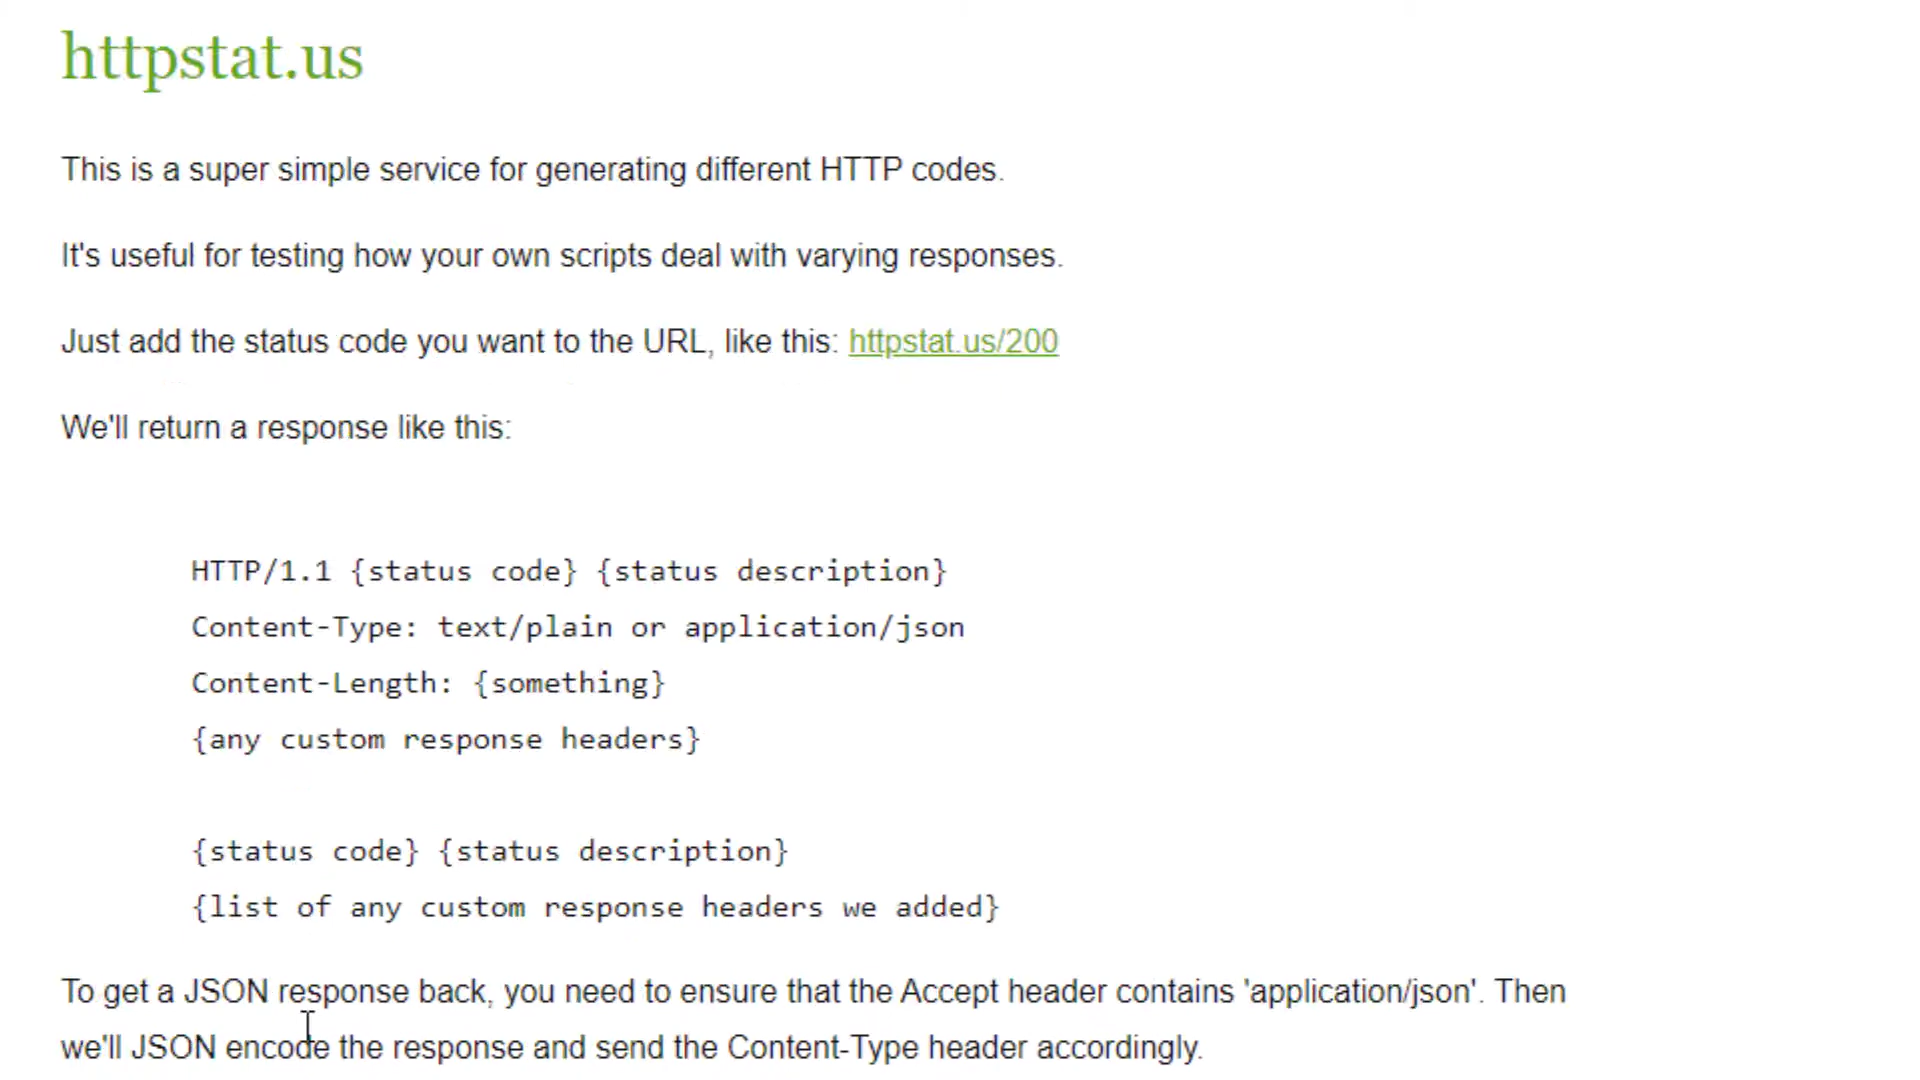 httpstat.us
This is a super simple service for generating different HTTP codes.
It's useful for testing how your own scripts deal with varying responses.
Just add the status code you want to the URL, like this: httpstat.us/200
We'll return a response like this:
HTTP/1.1 {status code} {status description}
Content-Type: text/plain or application/json
Content-Length: {something}
{any custom response headers}
{status code} {status description}
{list of any custom response headers we added}
To get a JSON response back, you need to ensure that the Accept header contains 'application/json'. Then
we'll JSON encode the response and send the Content-Type header accordingly.